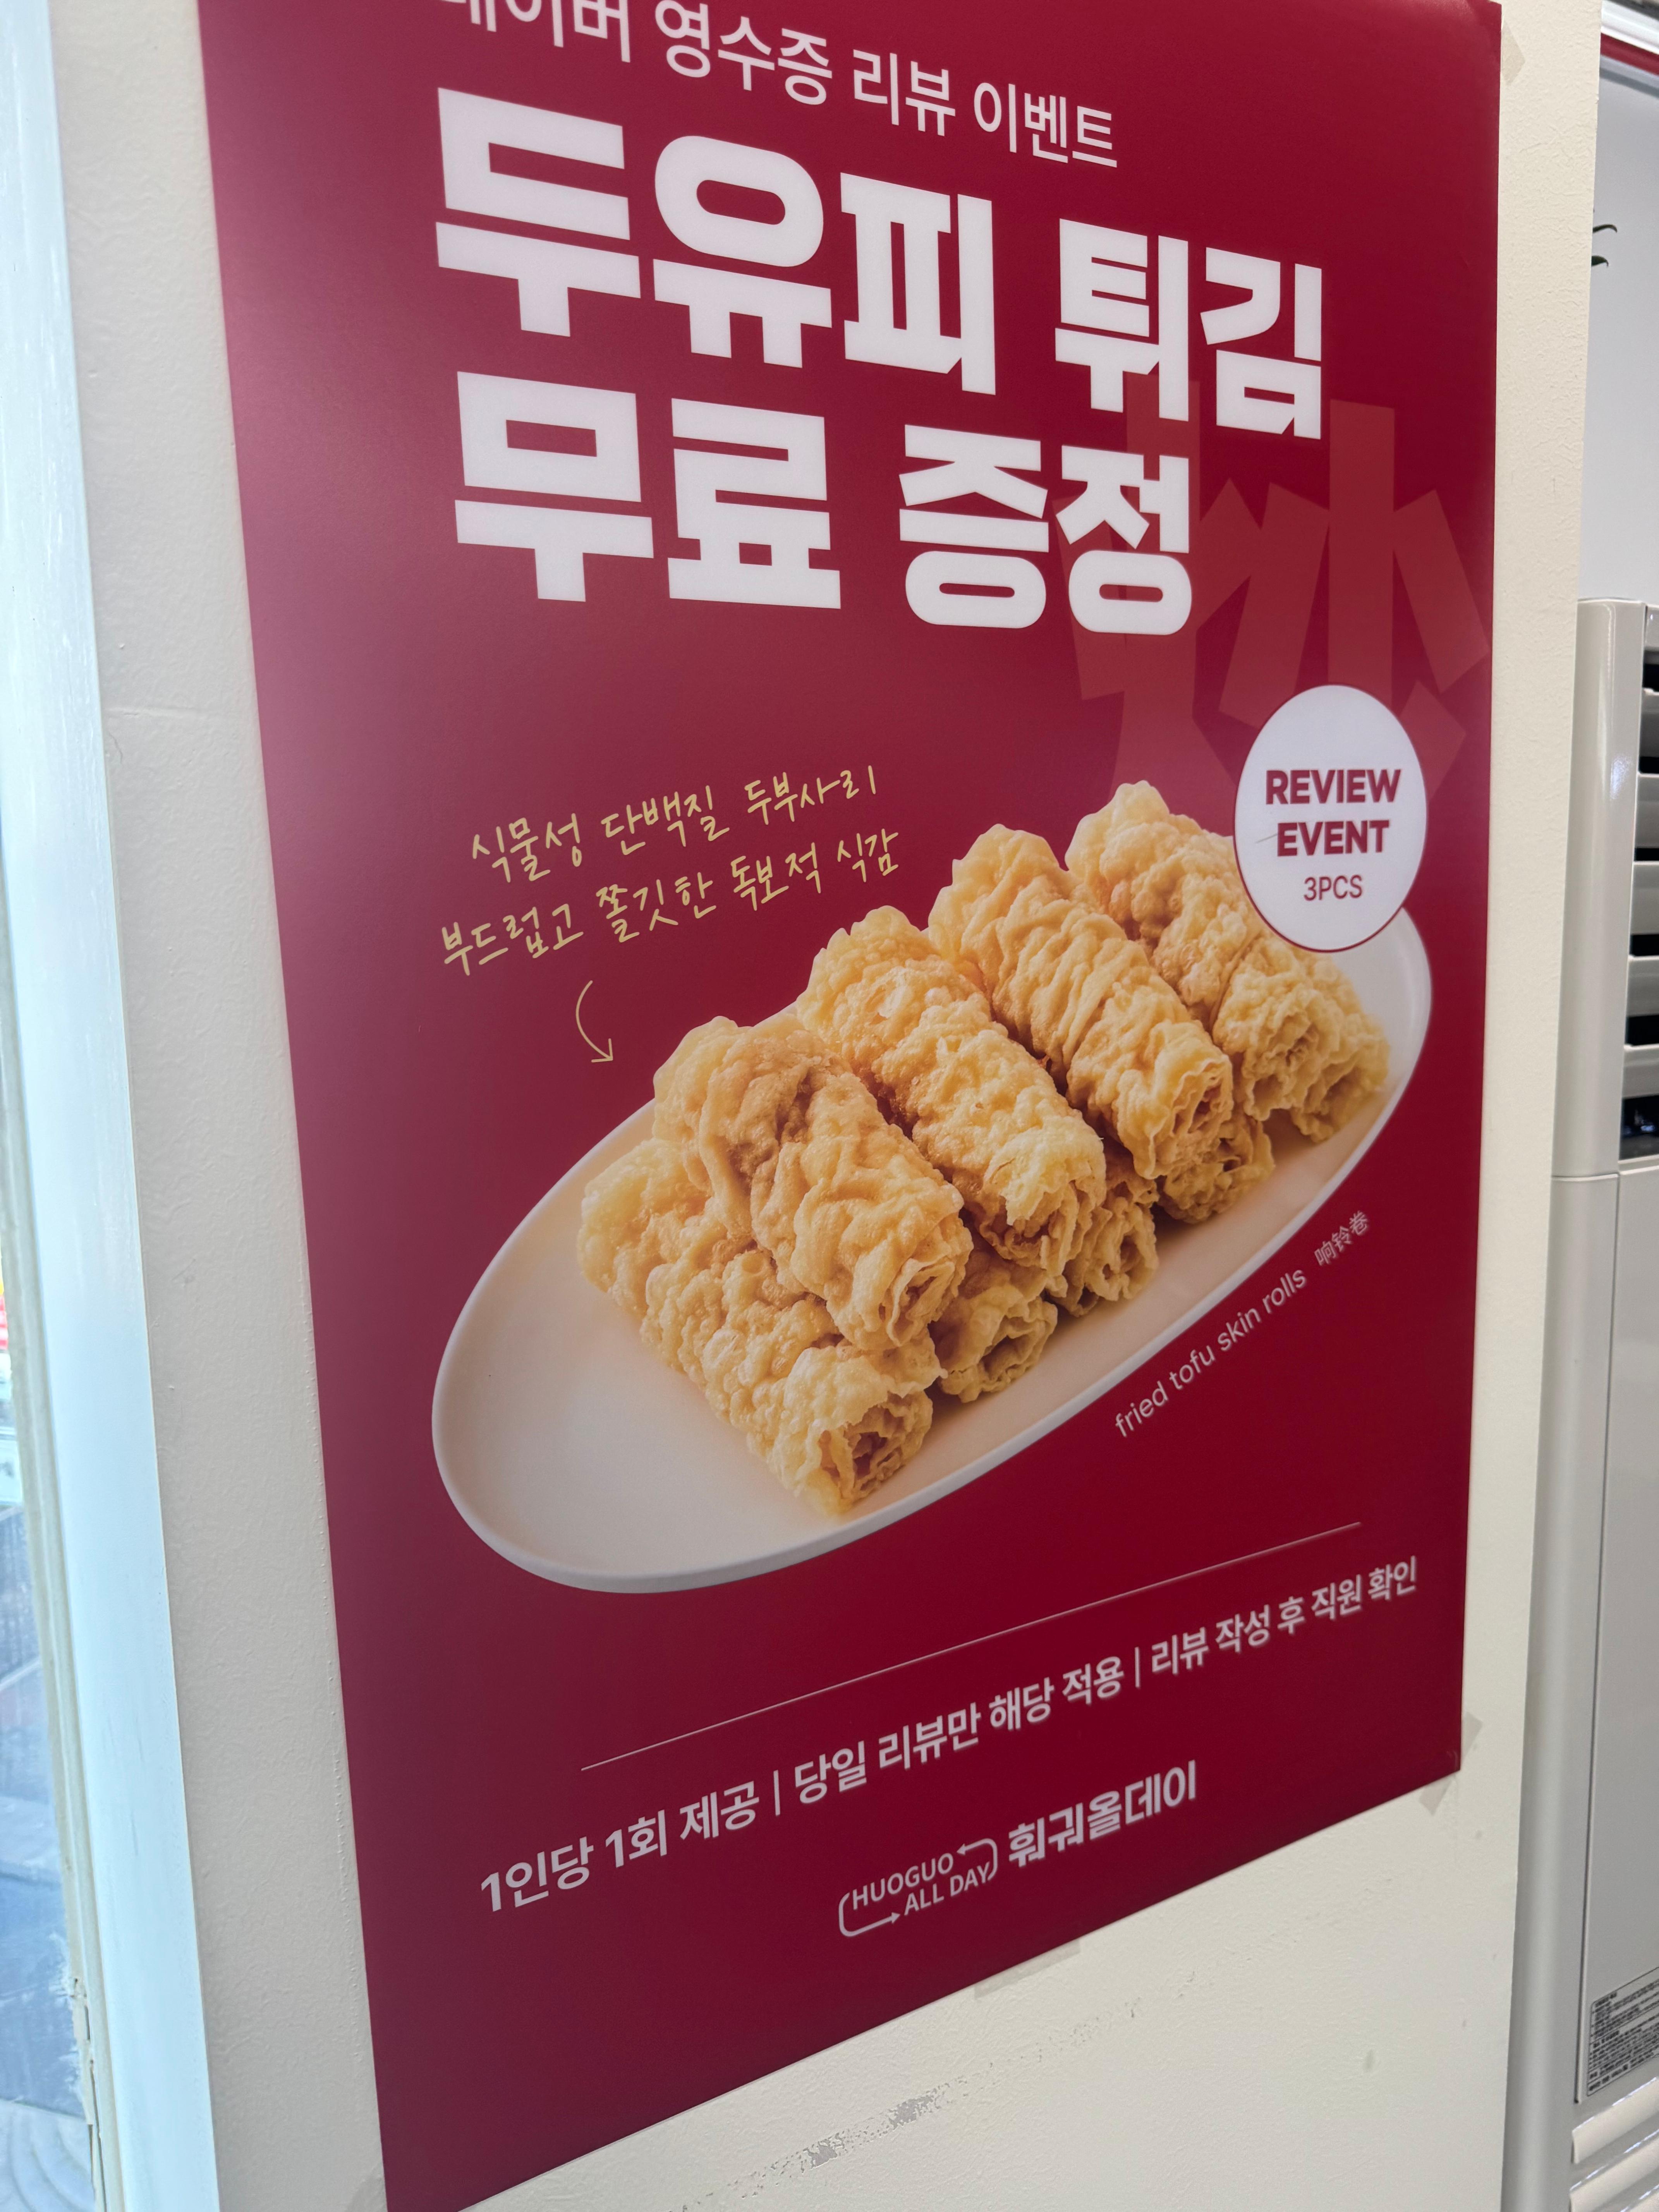 영수증 리뷰 이벤트
두유피 튀김
무료 증정
식물성 단백질 두부사리
부드럽고 쫄깃한 독보적 식감
REVIEW
EVENT
3PCS
fried tofu skin rolls 响铃卷
1인당 1회 제공 | 당일 리뷰만 해당 적용 | 리뷰 작성 후 직원 확인
HUOGUO
ALL DAY
훠궈올데이